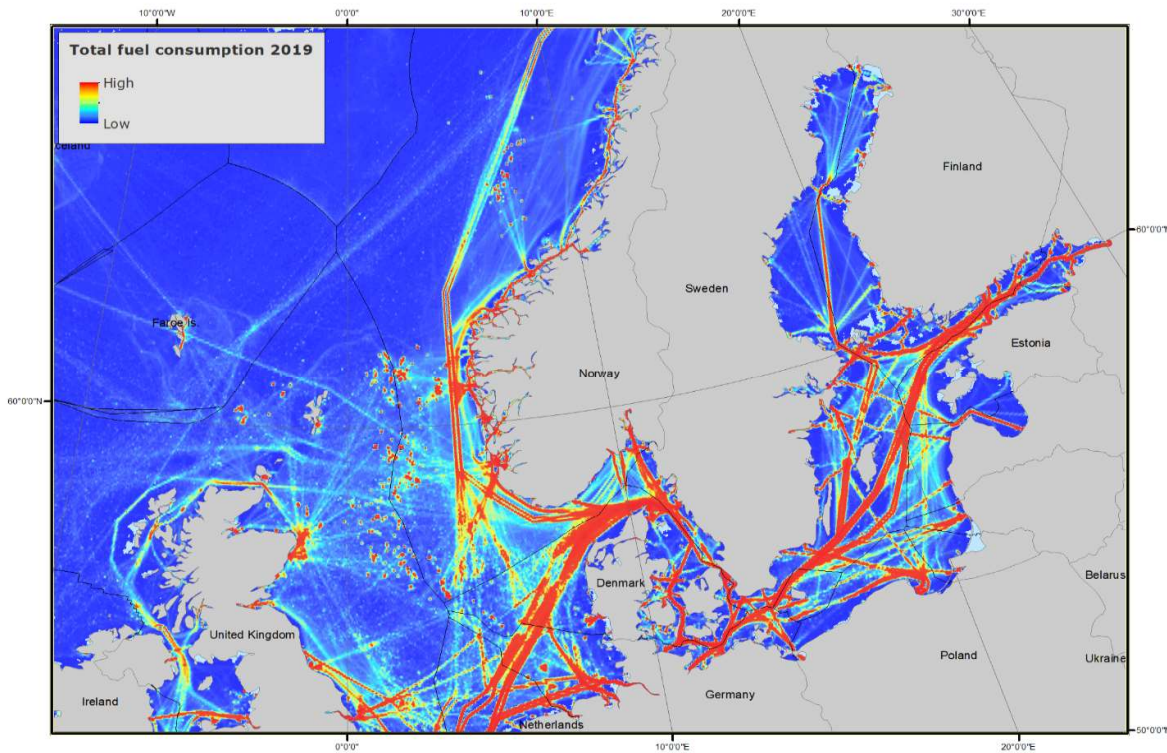 10°0'0"W
0°0'0"
10°0'0"E
20°0'0"E
30°0'0"E
Total fuel consumption 2019
High
Low
celand
Finland
60°0'0"N
Sweden
Faroe Is.
Estonia
Norway
60°0'0"N
Denmark
Belarus
United Kingdom
Poland
Ukraine
Ireland
Germany
Netherlands
50°0'0"N
0°0'0"
10°0'0"E
20°0'0"E